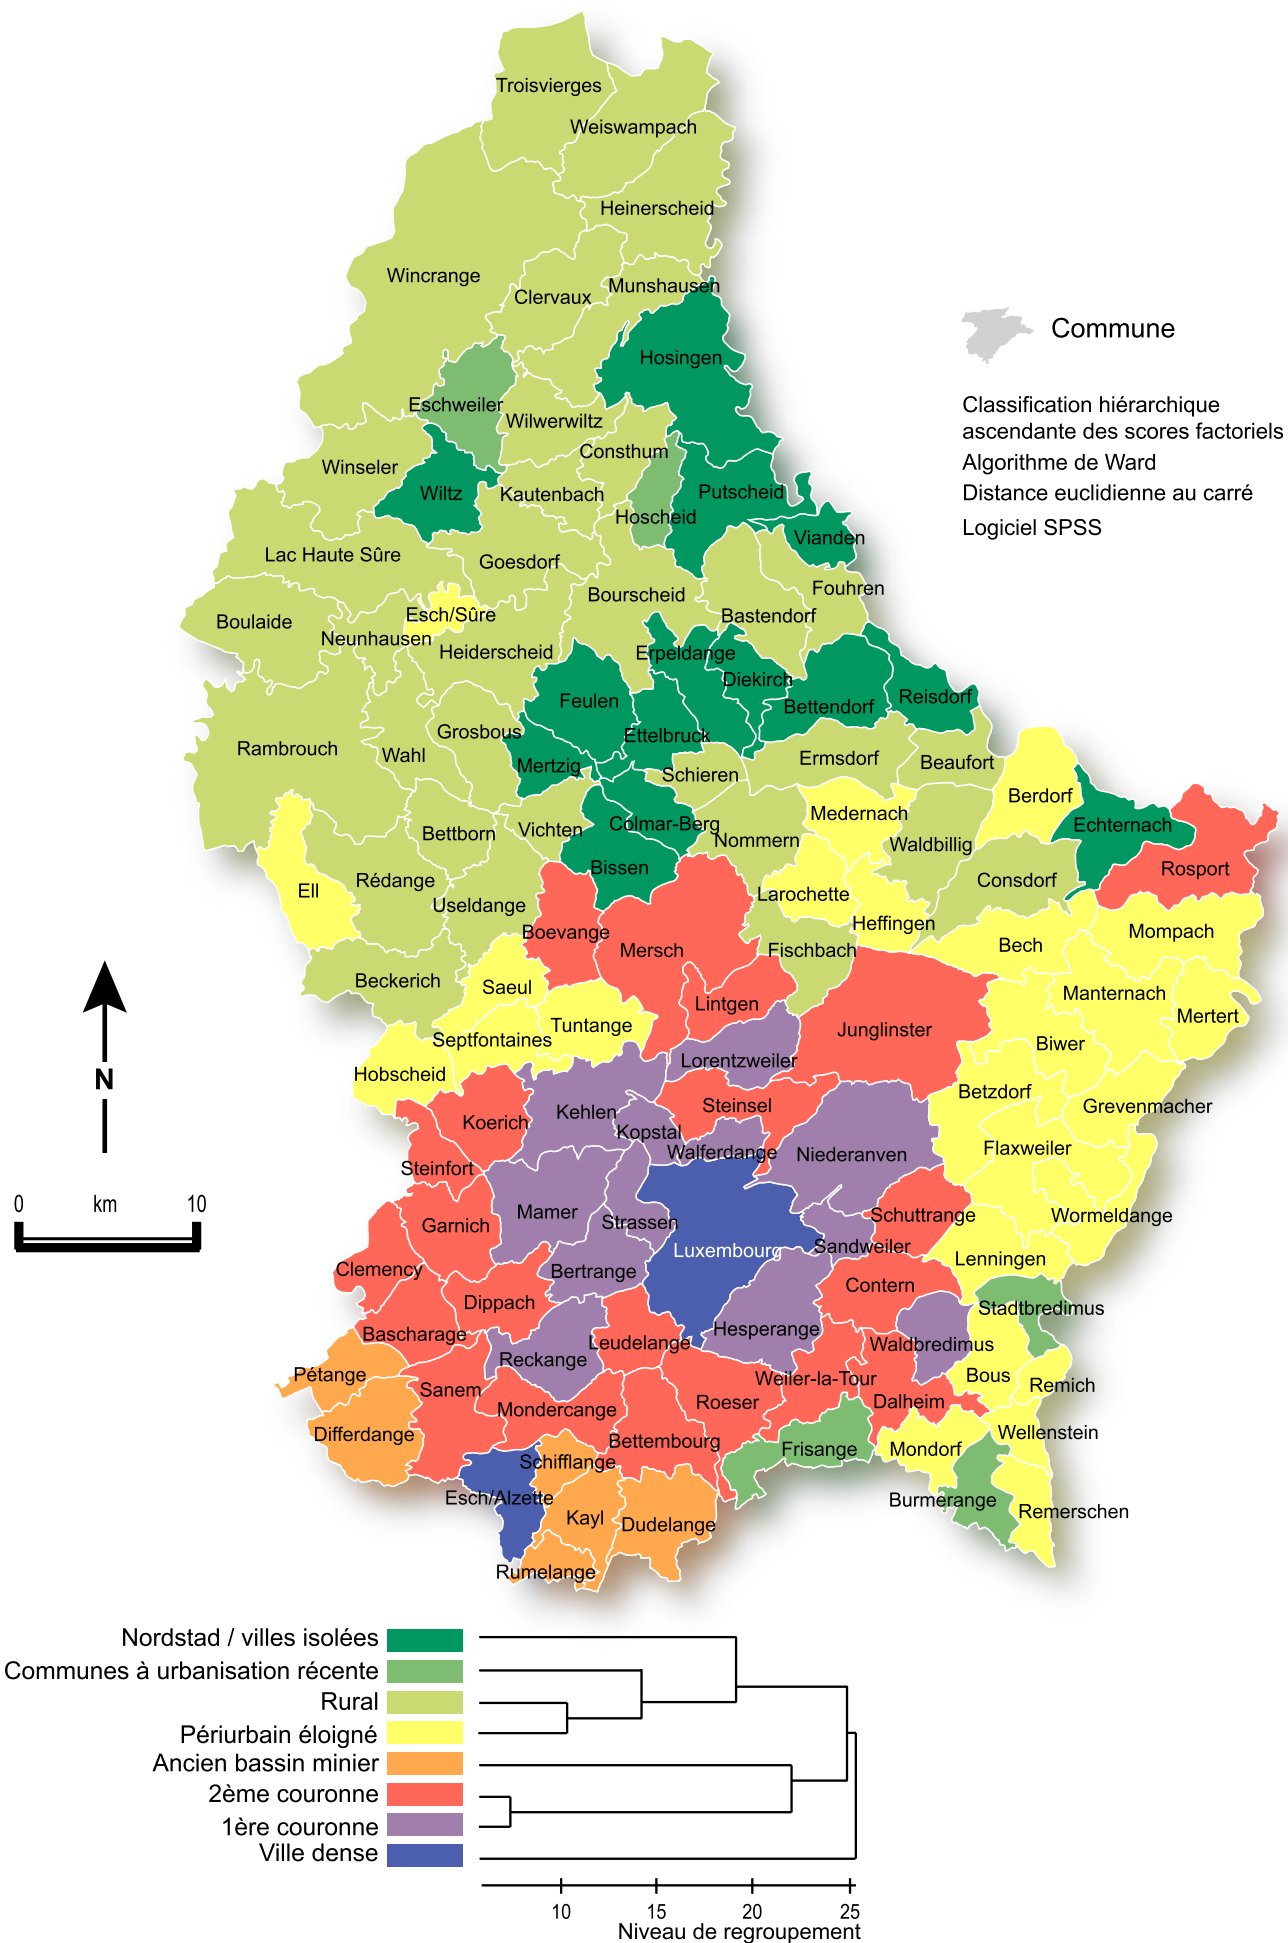 Troisvierges
Weiswampach
Heinerscheid
Wincrange
Clervaux
Munshausen
Hosingen
Commune
Eschweiler
Wilwerwiltz
Consthum
Classification hiérarchique
ascendante des scores factoriels
Algorithme de Ward
Distance euclidienne au carré
Logiciel SPSS
Winseler
Wiltz
Kautenbach
Putscheid
Hoscheid
Vianden
Lac Haute Sûre
Goesdorf
Bourscheid
Fouhren
Boulaide
Esch/Sûre
Bastendorf
Neunhausen
Heiderscheid
Erpeldange
Diekirch
Feulen
Bettendorf
Reisdorf
Rambrouch
Wahl
Grosbous
Ettelbruck
Mertzig
Schieren
Ermsdorf
Beaufort
Berdorf
Bettborn
Vichten
Colmar-Berg
Medernach
Nommern
Waldbillig
Echternach
Bissen
Rosport
Ell
Rédange
Useldange
Larochette
Consdorf
Boevange
Mersch
Heffingen
Fischbach
Bech
Mompach
Beckerich
Saeul
Lintgen
Manternach
Septfontaines
Tuntange
Junglinster
Mertert
Biwer
Hobscheid
Lorentzweiler
N
Betzdorf
Koerich
Kehlen
Steinsel
Grevenmacher
Kopstal
Walferdange
Niederanven
Flaxweiler
Steinfort
0 km 10
Garnich
Mamer
Strassen
Schuttrange
Wormeldange
Luxembourg
Sandweiler
Lenningen
Clemency
Bertrange
Contern
Dippach
Stadtbredimus
Bascharage
Leudelange
Hesperange
Waldbredimus
Reckange
Pétange
Sanem
Weiler-la-Tour
Bous
Remich
Mondercange
Roeser
Dalheim
Differdange
Bettembourg
Frisange
Mondorf
Wellenstein
Schifflange
Esch/Alzette
Kayl
Dudelange
Burmerange
Remerschen
Rumelange
Nordstad / villes isolées
Communes à urbanisation récente
Rural
Périurbain éloigné
Ancien bassin minier
2ème couronne
1ère couronne
Ville dense
10 15 20 25
Niveau de regroupement